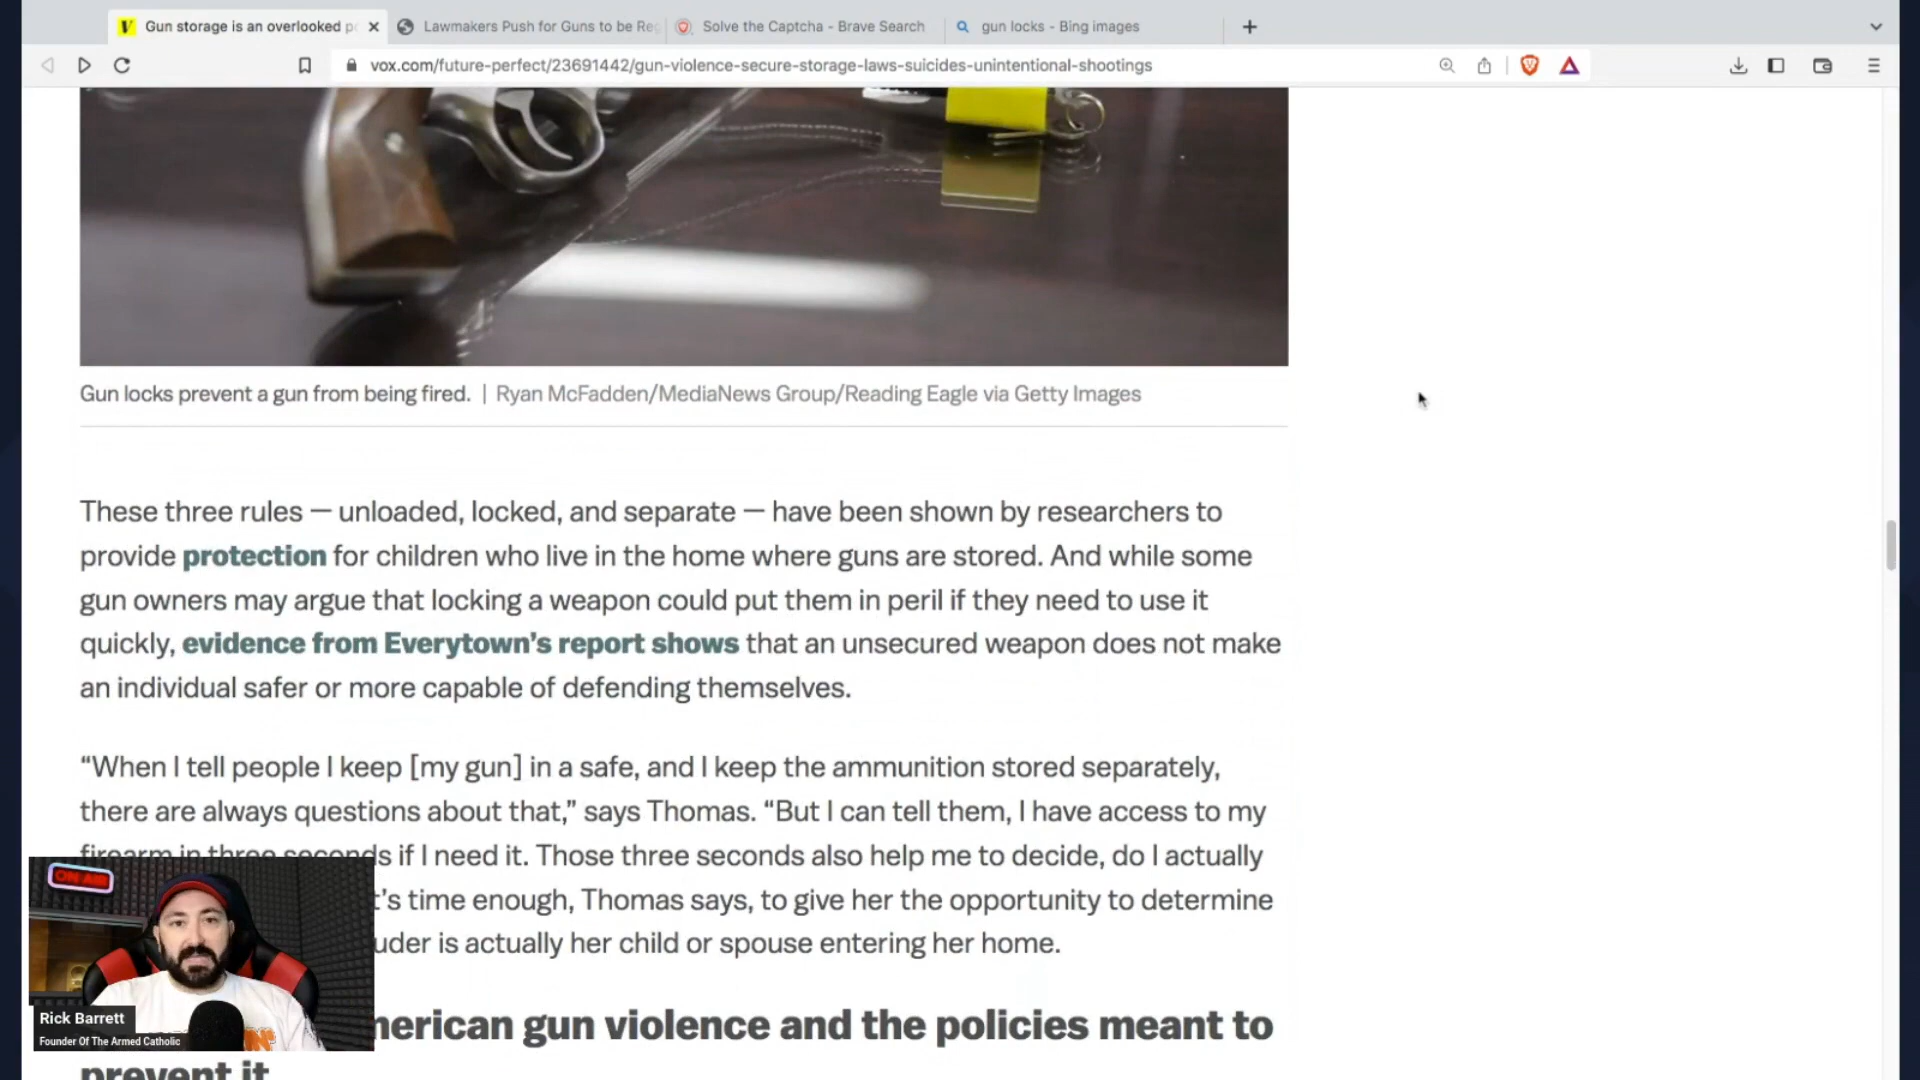 Gun storage is an overlooked p
Lawmakers Push for Guns to be Re
Solve the Captcha - Brave Search
gun locks - Bing images
vox.com/future-perfect/23691442/gun-violence-secure-storage-laws-suicides-unintentional-shootings
Gun locks prevent a gun from being fired. | Ryan McFadden/MediaNews Group/Reading Eagle via Getty Images
These three rules — unloaded, locked, and separate — have been shown by researchers to
provide protection for children who live in the home where guns are stored. And while some
gun owners may argue that locking a weapon could put them in peril if they need to use it
quickly, evidence from Everytown’s report shows that an unsecured weapon does not make
an individual safer or more capable of defending themselves.
“When I tell people I keep [my gun] in a safe, and I keep the ammunition stored separately,
there are always questions about that,” says Thomas. “But I can tell them, I have access to my
firearm in three seconds if I need it. Those three seconds also help me to decide, do I actually
’s time enough, Thomas says, to give her the opportunity to determine
uder is actually her child or spouse entering her home.
ON AIR
Rick Barrett
Founder Of The Armed Catholic
merican gun violence and the policies meant to
prevent it